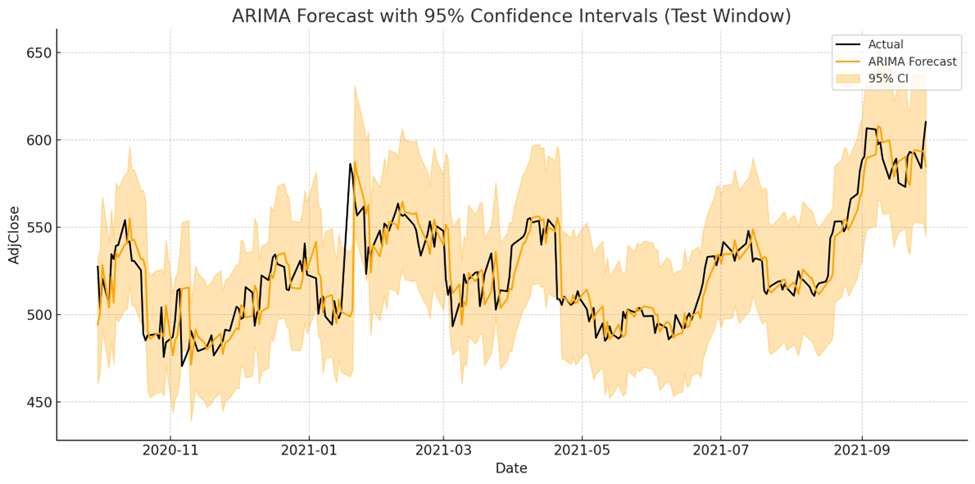 ARIMA Forecast with 95% Confidence Intervals (Test Window)
Actual
ARIMA Forecast
95% CI
AdjClose
650
600
550
500
450
2020-11
2021-01
2021-03
2021-05
2021-07
2021-09
Date